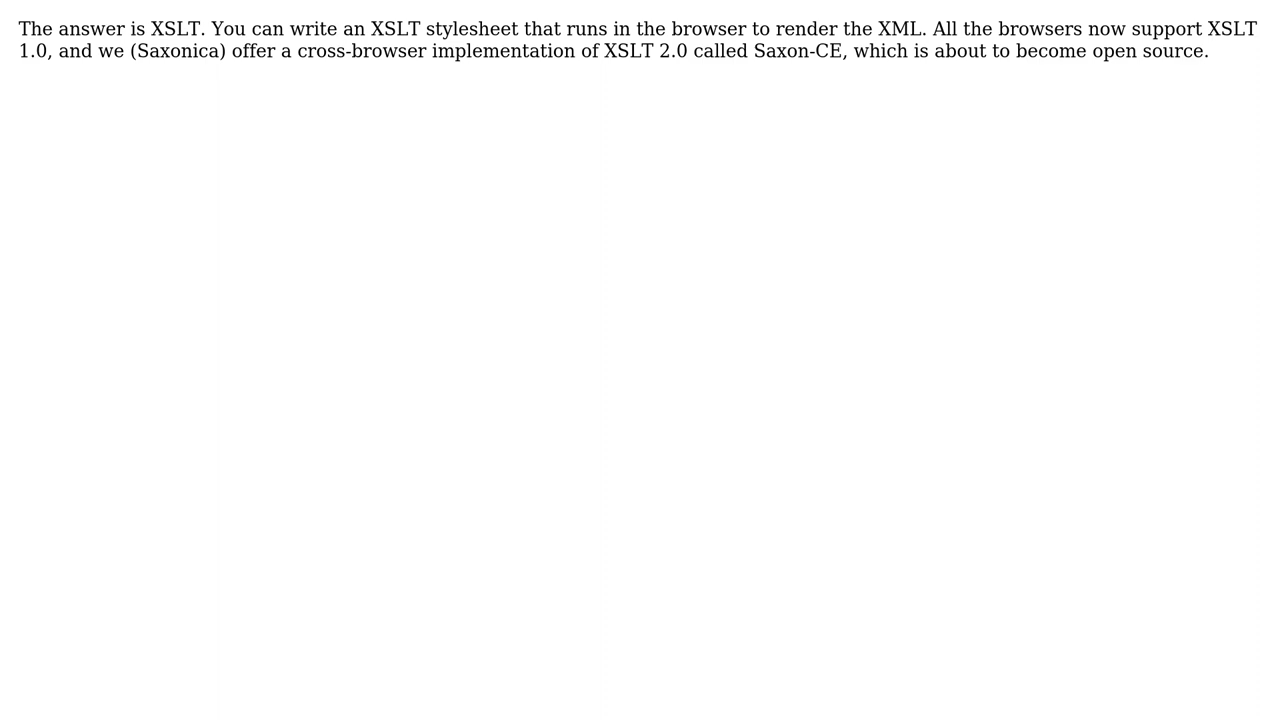 The answer is XSLT. You can write an XSLT stylesheet that runs in the browser to render the XML. All the browsers now support XSLT
1.0, and we (Saxonica) offer a cross-browser implementation of XSLT 2.0 called Saxon-CE, which is about to become open source.